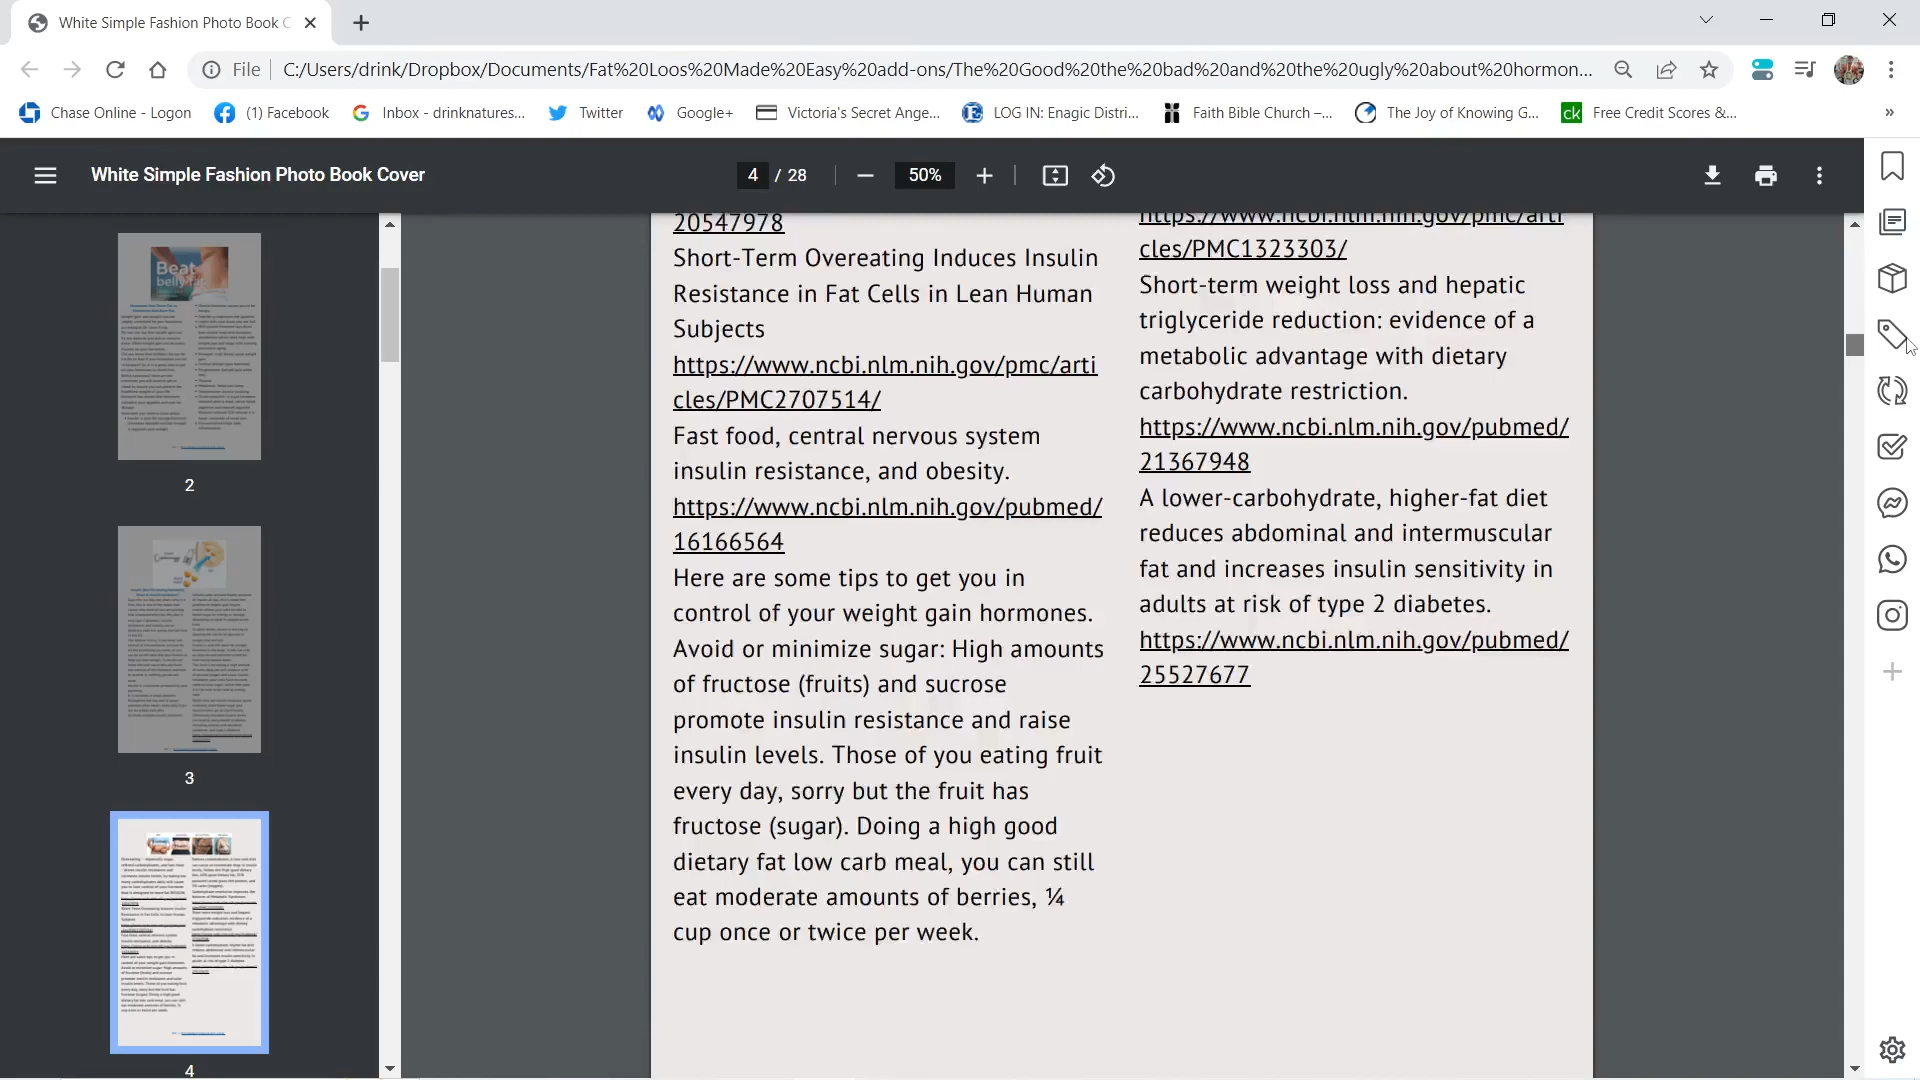 White Simple Fashion Photo Book C
File
C:/Users/drink/Dropbox/Documents/Fat%20Loos%20Made%20Easy%20add-ons/The%20Good%20the%20bad%20and%20the%20ugly%20about%20hormon...
Chase Online - Logon
(1) Facebook
Inbox - drinknatures...
Twitter
Google+
Victoria's Secret Ange...
LOG IN: Enagic Distri...
Faith Bible Church –...
The Joy of Knowing G...
ck
Free Credit Scores &...
»
White Simple Fashion Photo Book Cover
4 / 28
50%
Beat
belly fat
2
3
4
20547978
Short-Term Overeating Induces Insulin
Resistance in Fat Cells in Lean Human
Subjects
https://www.ncbi.nlm.nih.gov/pmc/arti
cles/PMC2707514/
Fast food, central nervous system
insulin resistance, and obesity.
https://www.ncbi.nlm.nih.gov/pubmed/
16166564
Here are some tips to get you in
control of your weight gain hormones.
Avoid or minimize sugar: High amounts
of fructose (fruits) and sucrose
promote insulin resistance and raise
insulin levels. Those of you eating fruit
every day, sorry but the fruit has
fructose (sugar). Doing a high good
dietary fat low carb meal, you can still
eat moderate amounts of berries, ¼
cup once or twice per week.
https://www.ncbi.nlm.nih.gov/pmc/arti
cles/PMC1323303/
Short-term weight loss and hepatic
triglyceride reduction: evidence of a
metabolic advantage with dietary
carbohydrate restriction.
https://www.ncbi.nlm.nih.gov/pubmed/
21367948
A lower-carbohydrate, higher-fat diet
reduces abdominal and intermuscular
fat and increases insulin sensitivity in
adults at risk of type 2 diabetes.
https://www.ncbi.nlm.nih.gov/pubmed/
25527677